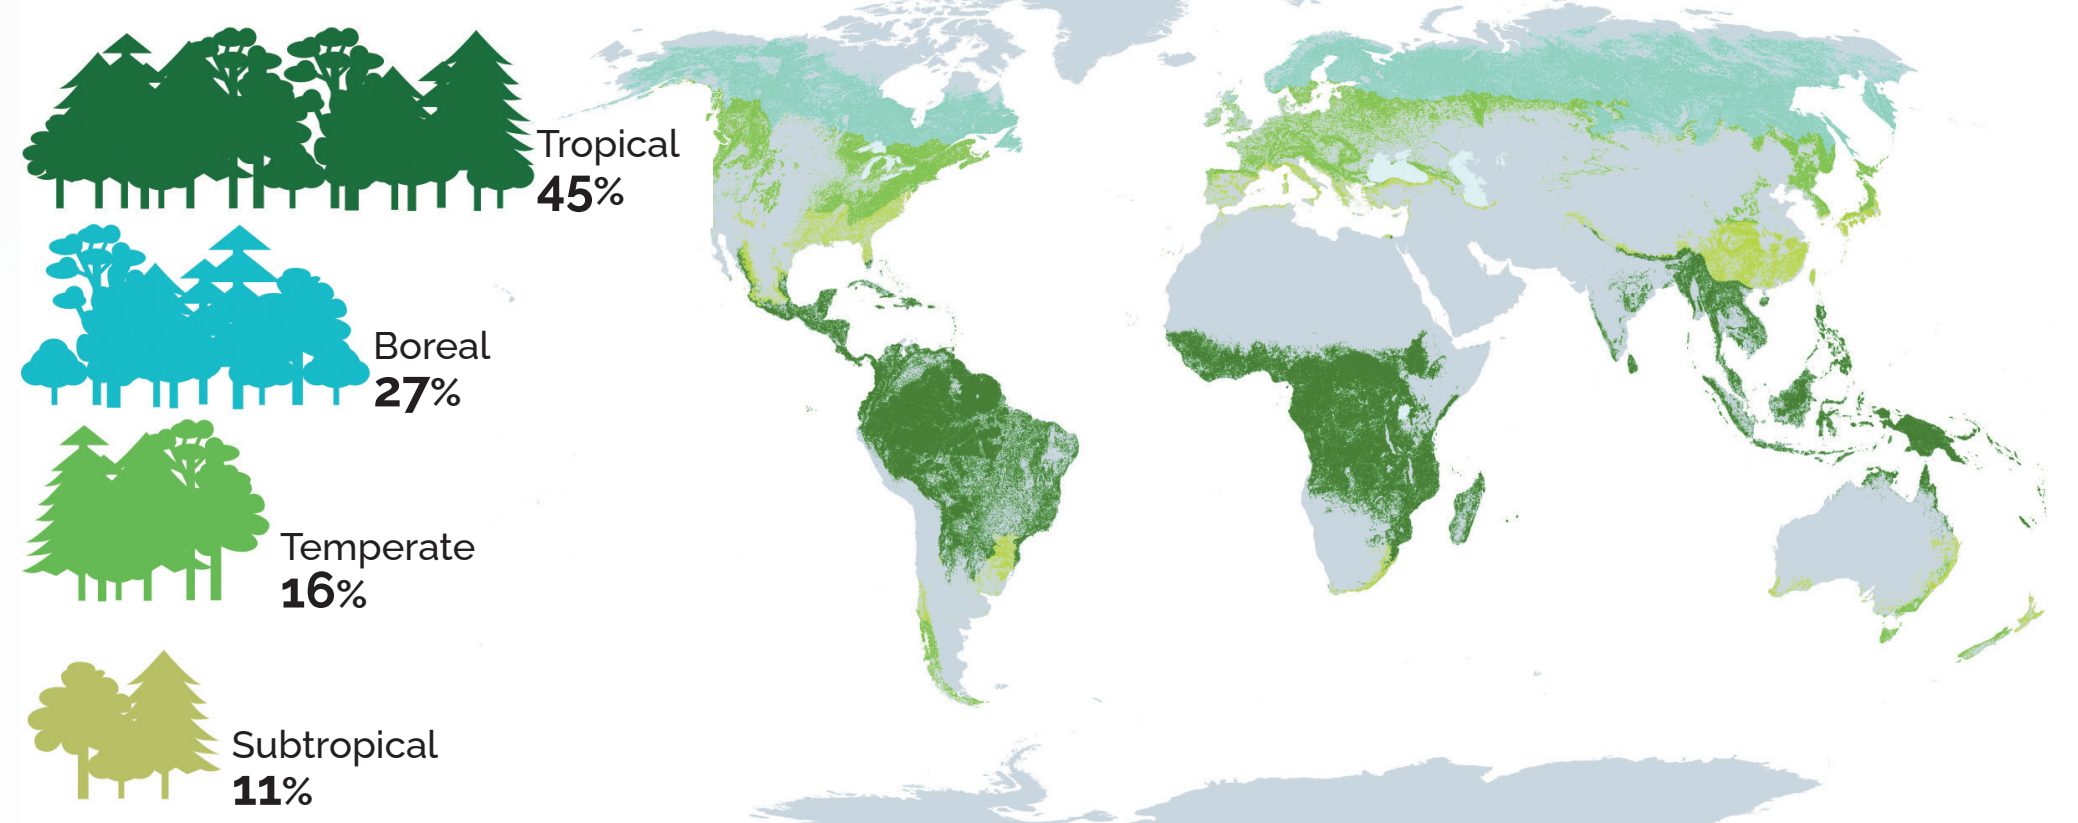 Tropical
45%
Boreal
27%
Temperate
16%
Subtropical
11%